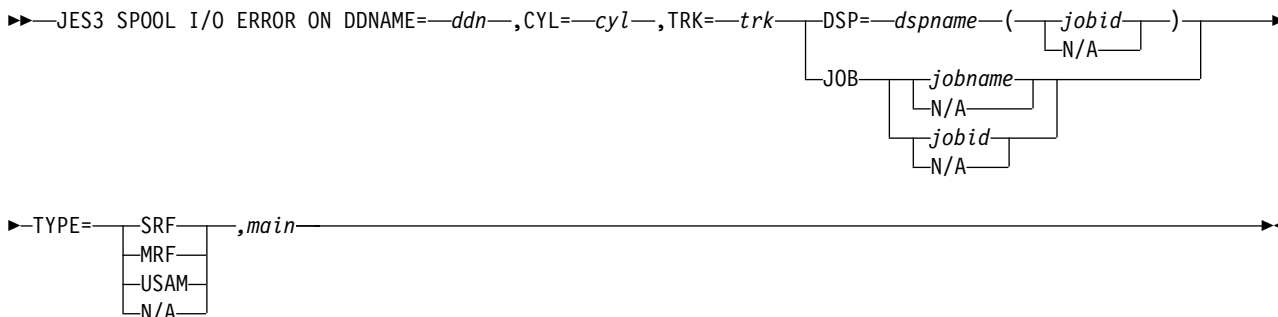 JES3 SPOOL I/O ERROR ON DDNAME= ddn ,CYL= cyl ,TRK= trk DSP= dspname ( jobid )
N/A
JOB jobname
N/A
jobid
N/A
TYPE= SRF ,main
MRF
USAM
N/A